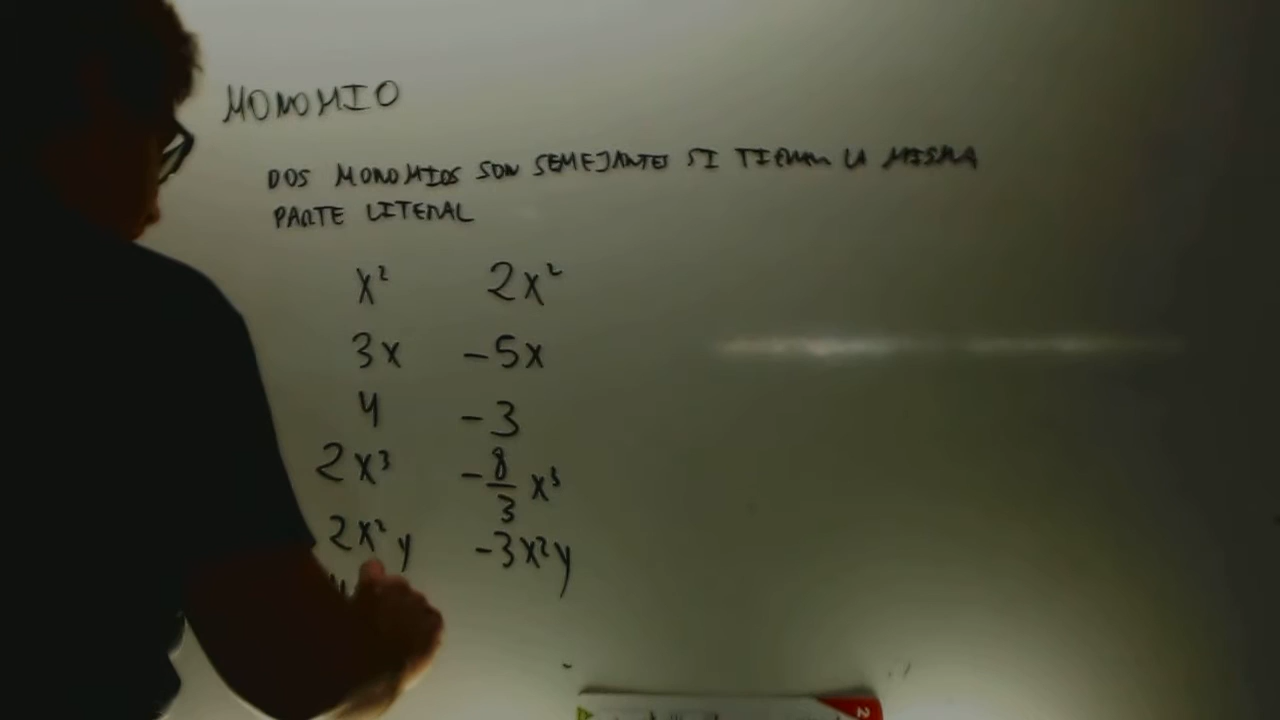 MONOMIO
DOS MONOMIOS SON SEMEJANTES SI TIENEN LA MISMA
PARTE LITERAL
x² 2x²
3x -5x
4 -3
2x³ -8/3 x³
2x²y -3x²y